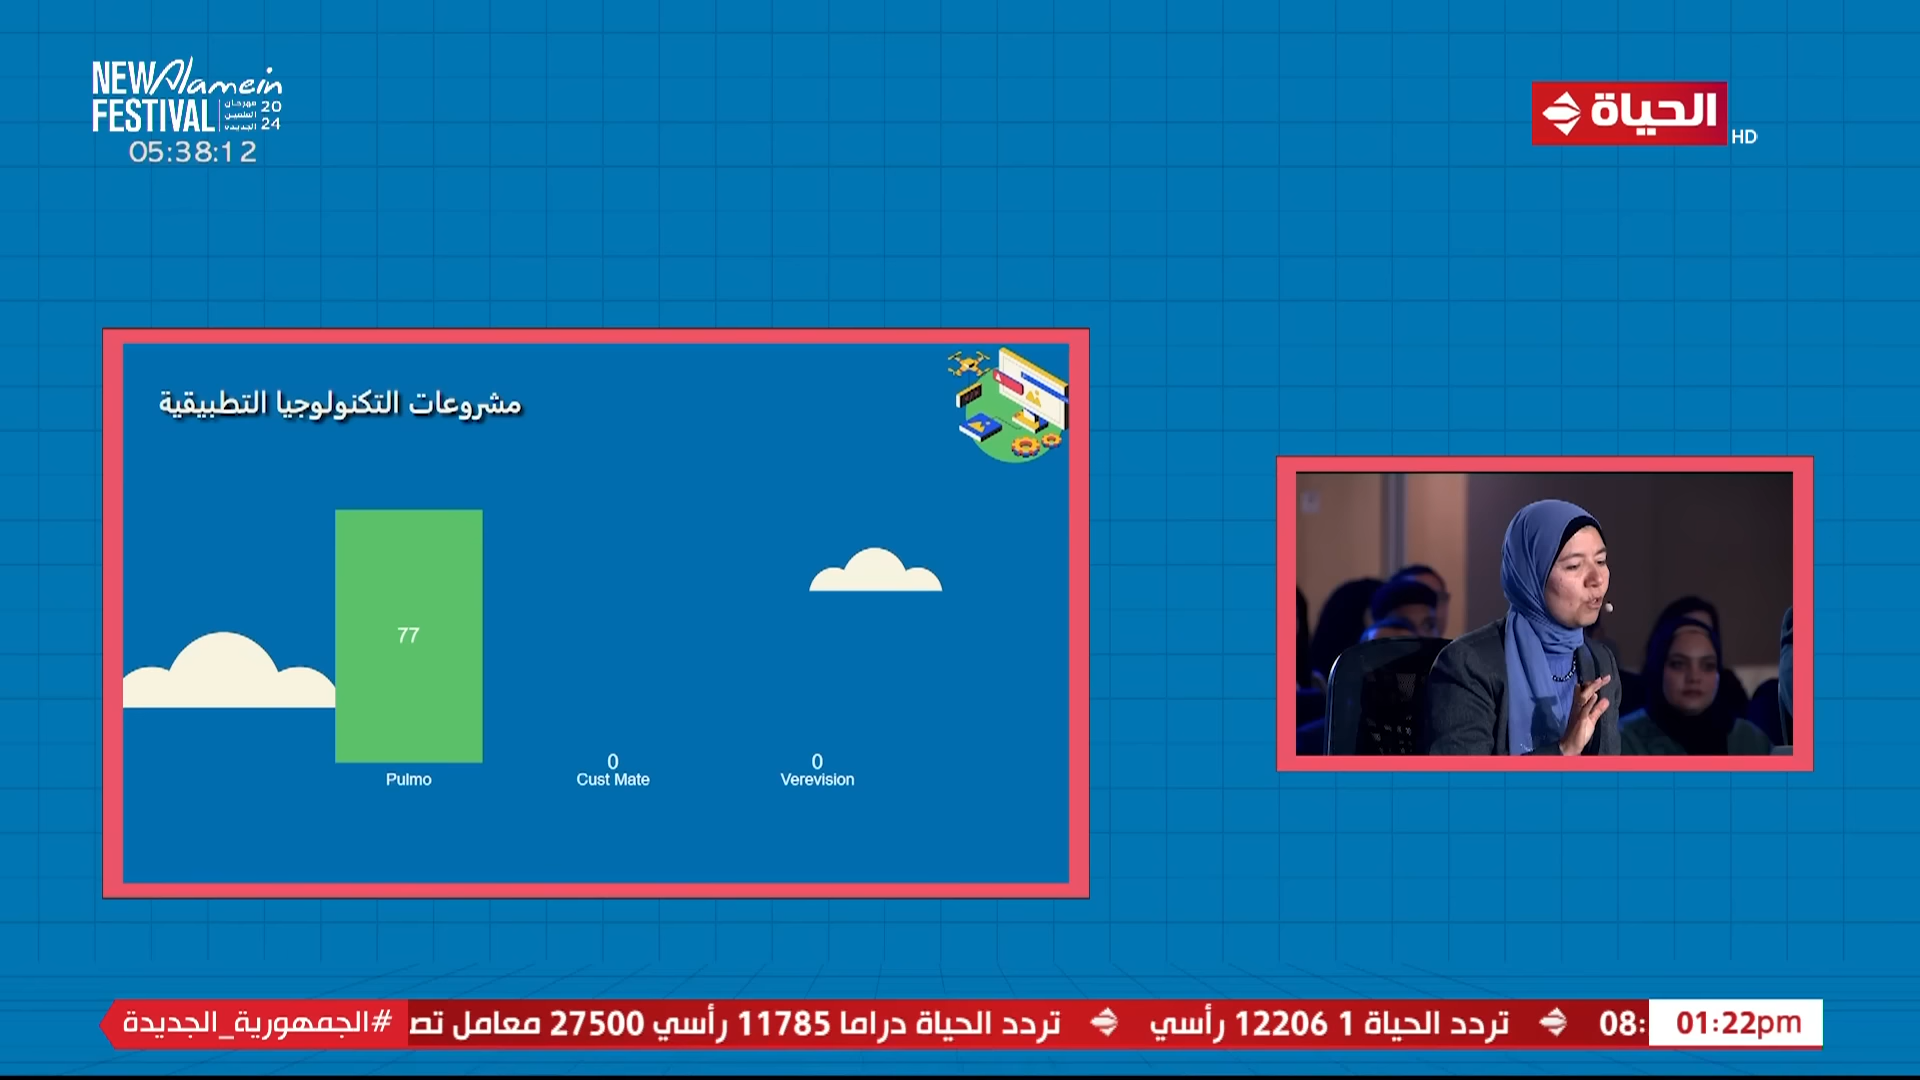 NEW Alamein
FESTIVAL
مهرجان
العلمين
الجديدة
20
24
05:38:12
الحياة
HD
مشروعات التكنولوجيا التطبيقية
77
0
0
Pulmo
Cust Mate
Verevision
#الجمهورية_الجديدة
08: تردد الحياة 1 12206 رأسي تردد الحياة دراما 11785 رأسي 27500 معامل تص
01:22pm